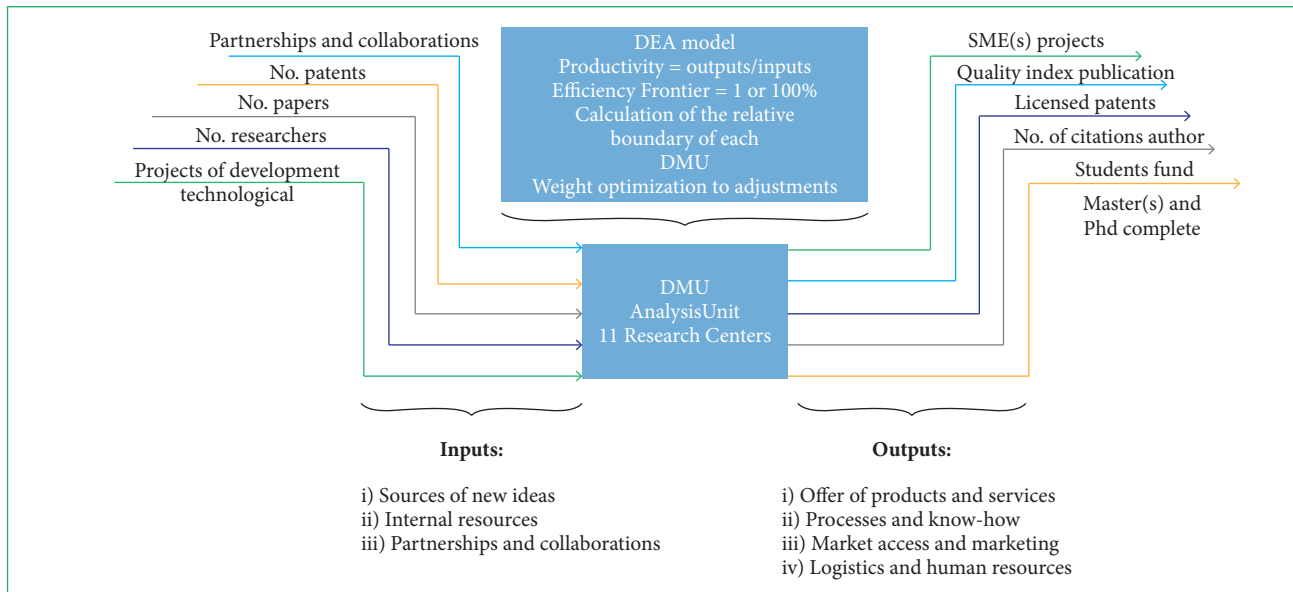 Partnerships and collaborations
No. patents
No. papers
No. researchers
Projects of development
technological
DEA model
Productivity = outputs/inputs
Efficiency Frontier = 1 or 100%
Calculation of the relative
boundary of each
DMU
Weight optimization to adjustments
SME(s) projects
Quality index publication
Licensed patents
No. of citations author
Students fund
Master(s) and
Phd complete
DMU
AnalysisUnit
11 Research Centers
Inputs:
i) Sources of new ideas
ii) Internal resources
iii) Partnerships and collaborations
Outputs:
i) Offer of products and services
ii) Processes and know-how
iii) Market access and marketing
iv) Logistics and human resources